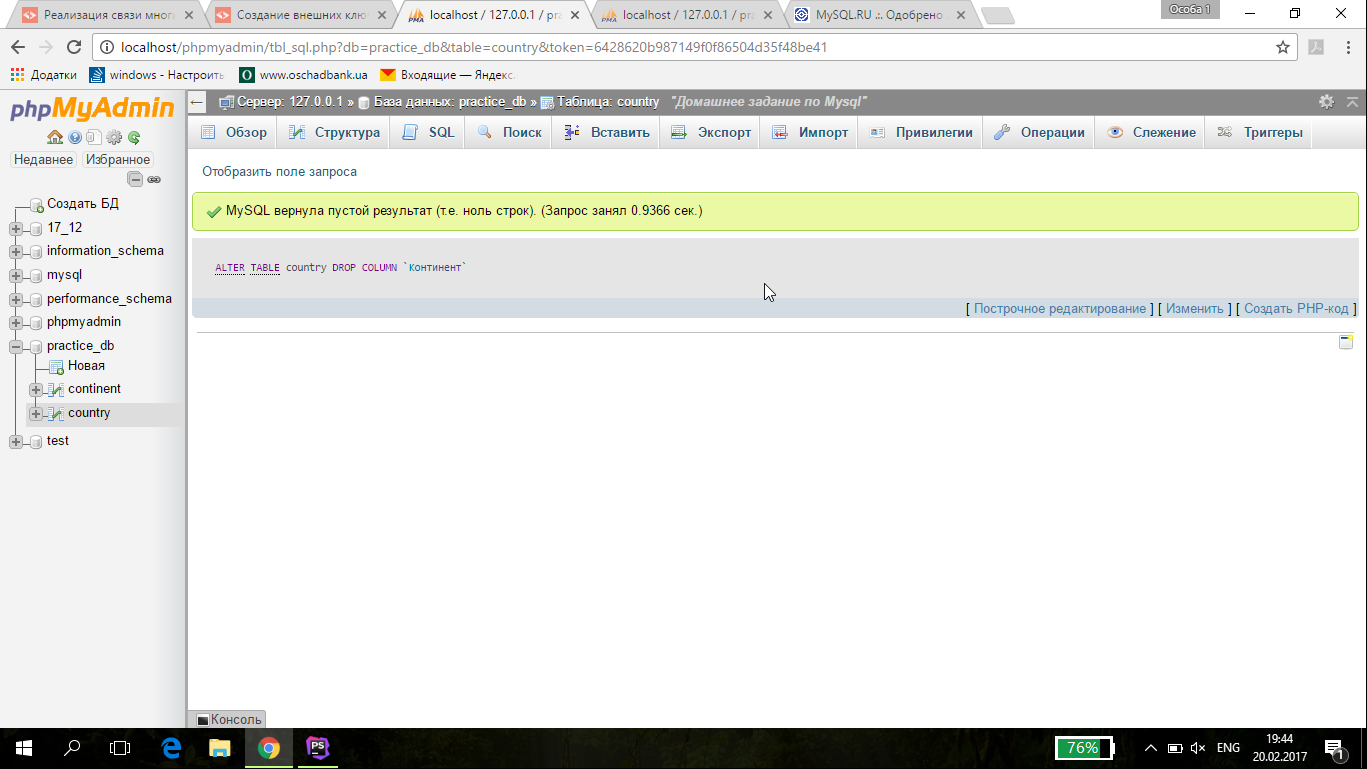 Реализация связи мног
Создание внешних клю
localhost / 127.0.0.1 / pra
localhost / 127.0.0.1 / pr
MySQL.RU .:. Одобрено
Особа 1
localhost/phpmyadmin/tbl_sql.php?db=practice_db&table=country&token=6428620b987149f0f86504d35f48be41
Додатки
windows - Настроить
www.oschadbank.ua
Входящие — Яндекс.
phpMyAdmin
Недавнее Избранное
Создать БД
17_12
information_schema
mysql
performance_schema
phpmyadmin
practice_db
Новая
continent
country
test
Сервер: 127.0.0.1 » База данных: practice_db » Таблица: country "Домашнее задание по Mysql"
Обзор Структура SQL Поиск Вставить Экспорт Импорт Привилегии Операции Слежение Триггеры
Отобразить поле запроса
MySQL вернула пустой результат (т.е. ноль строк). (Запрос занял 0.9366 сек.)
ALTER TABLE country DROP COLUMN `Континент`
[ Построчное редактирование ] [ Изменить ] [ Создать PHP-код ]
Консоль
PS
76%
ENG
19:44
20.02.2017
1